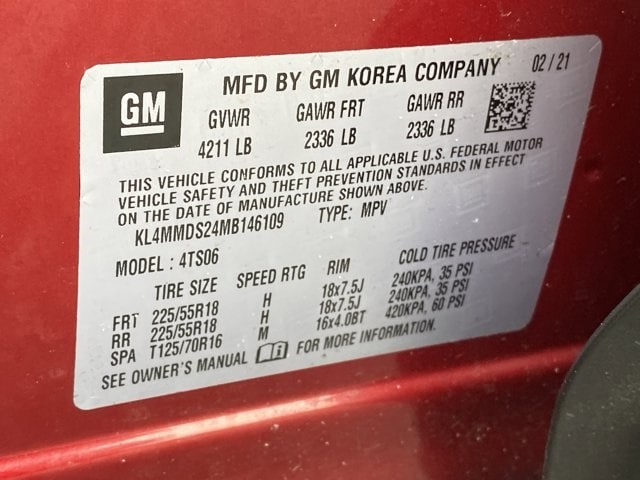 GM
MFD BY GM KOREA COMPANY 02/21
GVWR GAWR FRT GAWR RR
4211 LB 2336 LB 2336 LB
THIS VEHICLE CONFORMS TO ALL APPLICABLE U.S. FEDERAL MOTOR
VEHICLE SAFETY AND THEFT PREVENTION STANDARDS IN EFFECT
ON THE DATE OF MANUFACTURE SHOWN ABOVE.
KL4MMDS24MB146109 TYPE: MPV
MODEL : 4TS06
TIRE SIZE SPEED RTG RIM COLD TIRE PRESSURE
FRT 225/55R18 H 18x7.5J 240KPA, 35 PSI
RR 225/55R18 H 18x7.5J 240KPA, 35 PSI
SPA T125/70R16 M 16x4.0BT 420KPA, 60 PSI
SEE OWNER'S MANUAL FOR MORE INFORMATION.